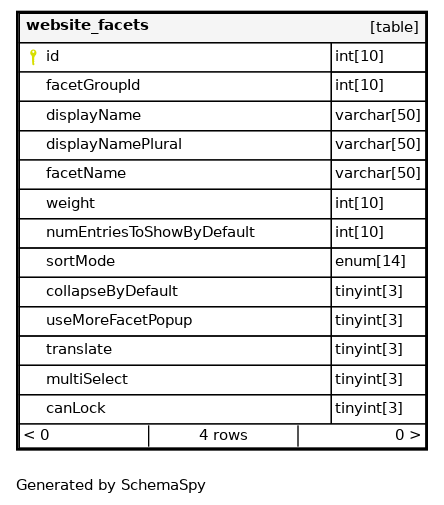 website_facets [table]
id int[10]
facetGroupId int[10]
displayName varchar[50]
displayNamePlural varchar[50]
facetName varchar[50]
weight int[10]
numEntriesToShowByDefault int[10]
sortMode enum[14]
collapseByDefault tinyint[3]
useMoreFacetPopup tinyint[3]
translate tinyint[3]
multiSelect tinyint[3]
canLock tinyint[3]
< 0 4 rows 0 >
Generated by SchemaSpy